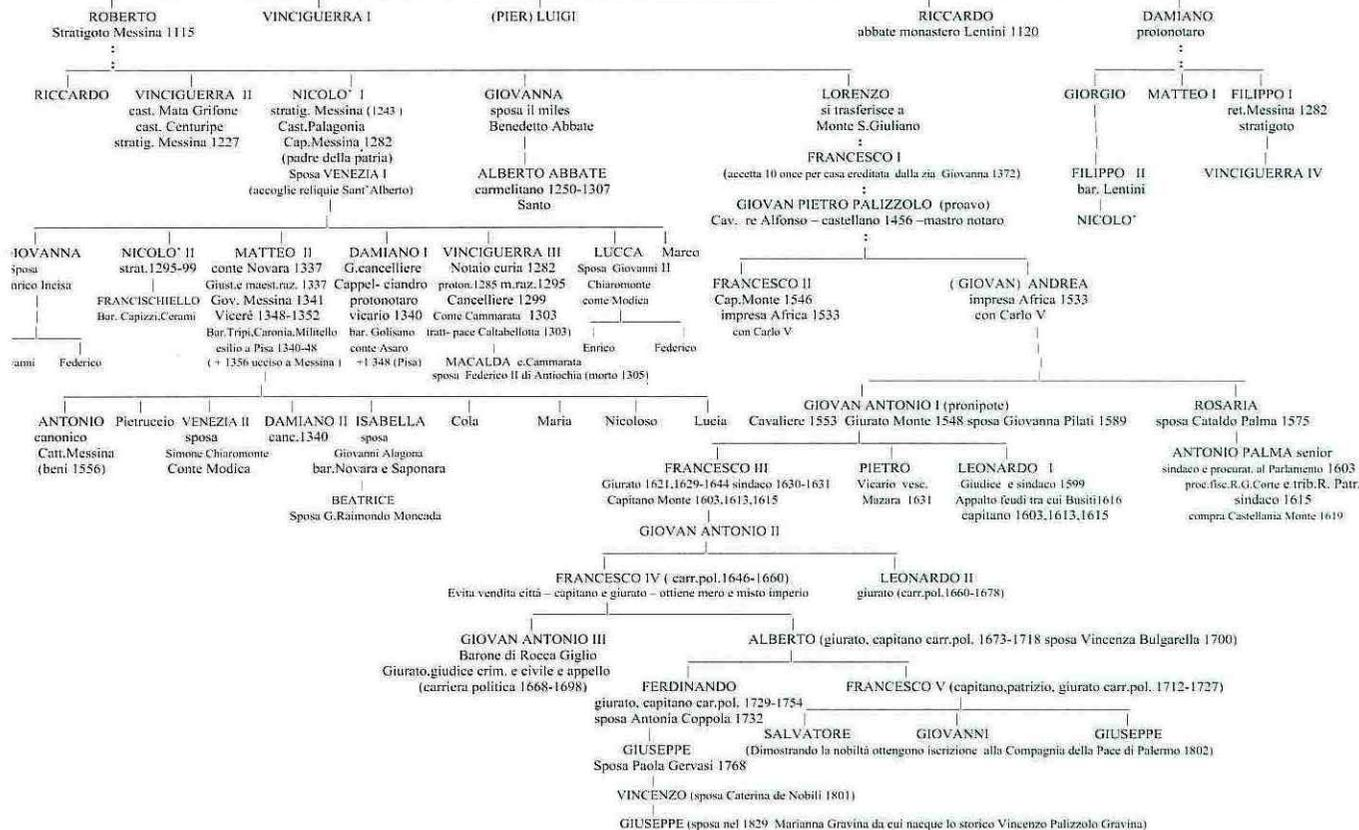 ROBERTO
Stratigoto Messina 1115
VINCIGUERRA I
(PIER) LUIGI
RICCARDO
abbate monastero Lentini 1120
DAMIANO
protonotaro
RICCARDO
VINCIGUERRA II
cast. Mata Grifone
cast. Centuripe
stratig. Messina 1227
NICOLO' I
stratig. Messina (1243 )
Cast.Palagonia
Cap.Messina 1282
(padre della patria)
Sposa VENEZIA I
(accoglie reliquie Sant'Alberto)
GIOVANNA
sposa il miles
Benedetto Abbate
ALBERTO ABBATE
carmelitano 1250-1307
Santo
LORENZO
si trasferisce a
Monte S.Giuliano
FRANCESCO I
(accetta 10 once per casa ereditata dalla zia Giovanna 1372)
GIOVAN PIETRO PALIZZOLO (proavo)
Cav. re Alfonso – castellano 1456 –mastro notaro
GIORGIO
FILIPPO II
bar. Lentini
NICOLO'
MATTEO I
FILIPPO I
ret.Messina 1282
stratigoto
VINCIGUERRA IV
IOVANNA
Sposa
nrico Incisa
anni
Federico
NICOLO' II
strat.1295-99
FRANCISCHIELLO
Bar. Capizzi,Cerami
MATTEO II
conte Novara 1337
Giust.e maest.raz. 1337
Gov. Messina 1341
Viceré 1348-1352
Bar.Tripi,Caronia,Militello
esilio a Pisa 1340-48
( + 1356 ucciso a Messina )
DAMIANO I
G.cancelliere
Cappel- ciandro
protonotaro
vicario 1340
bar. Golisano
conte Asaro
+1 348 (Pisa)
VINCIGUERRA III
Notaio curia 1282
proton.1285 m.raz.1295
Cancelliere 1299
Conte Cammarata 1303
tratt- pace Caltabellotta 1303)
MACALDA e.Cammarata
sposa Federico II di Antiochia (morto 1305)
LUCCA
Sposa Giovanni II
Chiaromonte
conte Modica
Enrico
Federico
Marco
FRANCESCO II
Cap.Monte 1546
impresa Africa 1533
con Carlo V
( GIOVAN) ANDREA
impresa Africa 1533
con Carlo V
ANTONIO
canonico
Catt.Messina
(beni 1556)
Pietruccio
VENEZIA II
sposa
Simone Chiaromonte
Conte Modica
DAMIANO II
canc.1340
ISABELLA
sposa
Giovanni Alagona
bar.Novara e Saponara
BEATRICE
Sposa G.Raimondo Moncada
Cola
Maria
Nicoloso
Lucia
GIOVAN ANTONIO I (pronipote)
Cavaliere 1553 Giurato Monte 1548 sposa Giovanna Pilati 1589
ROSARIA
sposa Cataldo Palma 1575
ANTONIO PALMA senior
sindaco e procurat. al Parlamento 1603
proc.fisc.R.G.Corte e trib.R. Patr.
sindaco 1615
compra Castellania Monte 1619
FRANCESCO III
Giurato 1621,1629-1644 sindaco 1630-1631
Capitano Monte 1603,1613,1615
PIETRO
Vicario vesc.
Mazara 1631
LEONARDO I
Giudice e sindaco 1599
Appalto feudi tra cui Busiti1616
capitano 1603,1613,1615
GIOVAN ANTONIO II
FRANCESCO IV ( carr.pol.1646-1660)
Evita vendita città – capitano e giurato – ottiene mero e misto imperio
LEONARDO II
giurato (carr.pol.1660-1678)
GIOVAN ANTONIO III
Barone di Rocca Giglio
Giurato,giudice crim. e civile e appello
(carriera politica 1668-1698)
ALBERTO (giurato, capitano carr.pol. 1673-1718 sposa Vincenza Bulgarella 1700)
FERDINANDO
giurato, capitano car.pol. 1729-1754
sposa Antonia Coppola 1732
FRANCESCO V (capitano,patrizio, giurato carr.pol. 1712-1727)
SALVATORE
GIOVANNI
GIUSEPPE
(Dimostrando la nobiltà ottengono iscrizione alla Compagnia della Pace di Palermo 1802)
GIUSEPPE
Sposa Paola Gervasi 1768
VINCENZO (sposa Caterina de Nobili 1801)
GIUSEPPE (sposa nel 1829 Marianna Gravina da cui nacque lo storico Vincenzo Palizzolo Gravina)